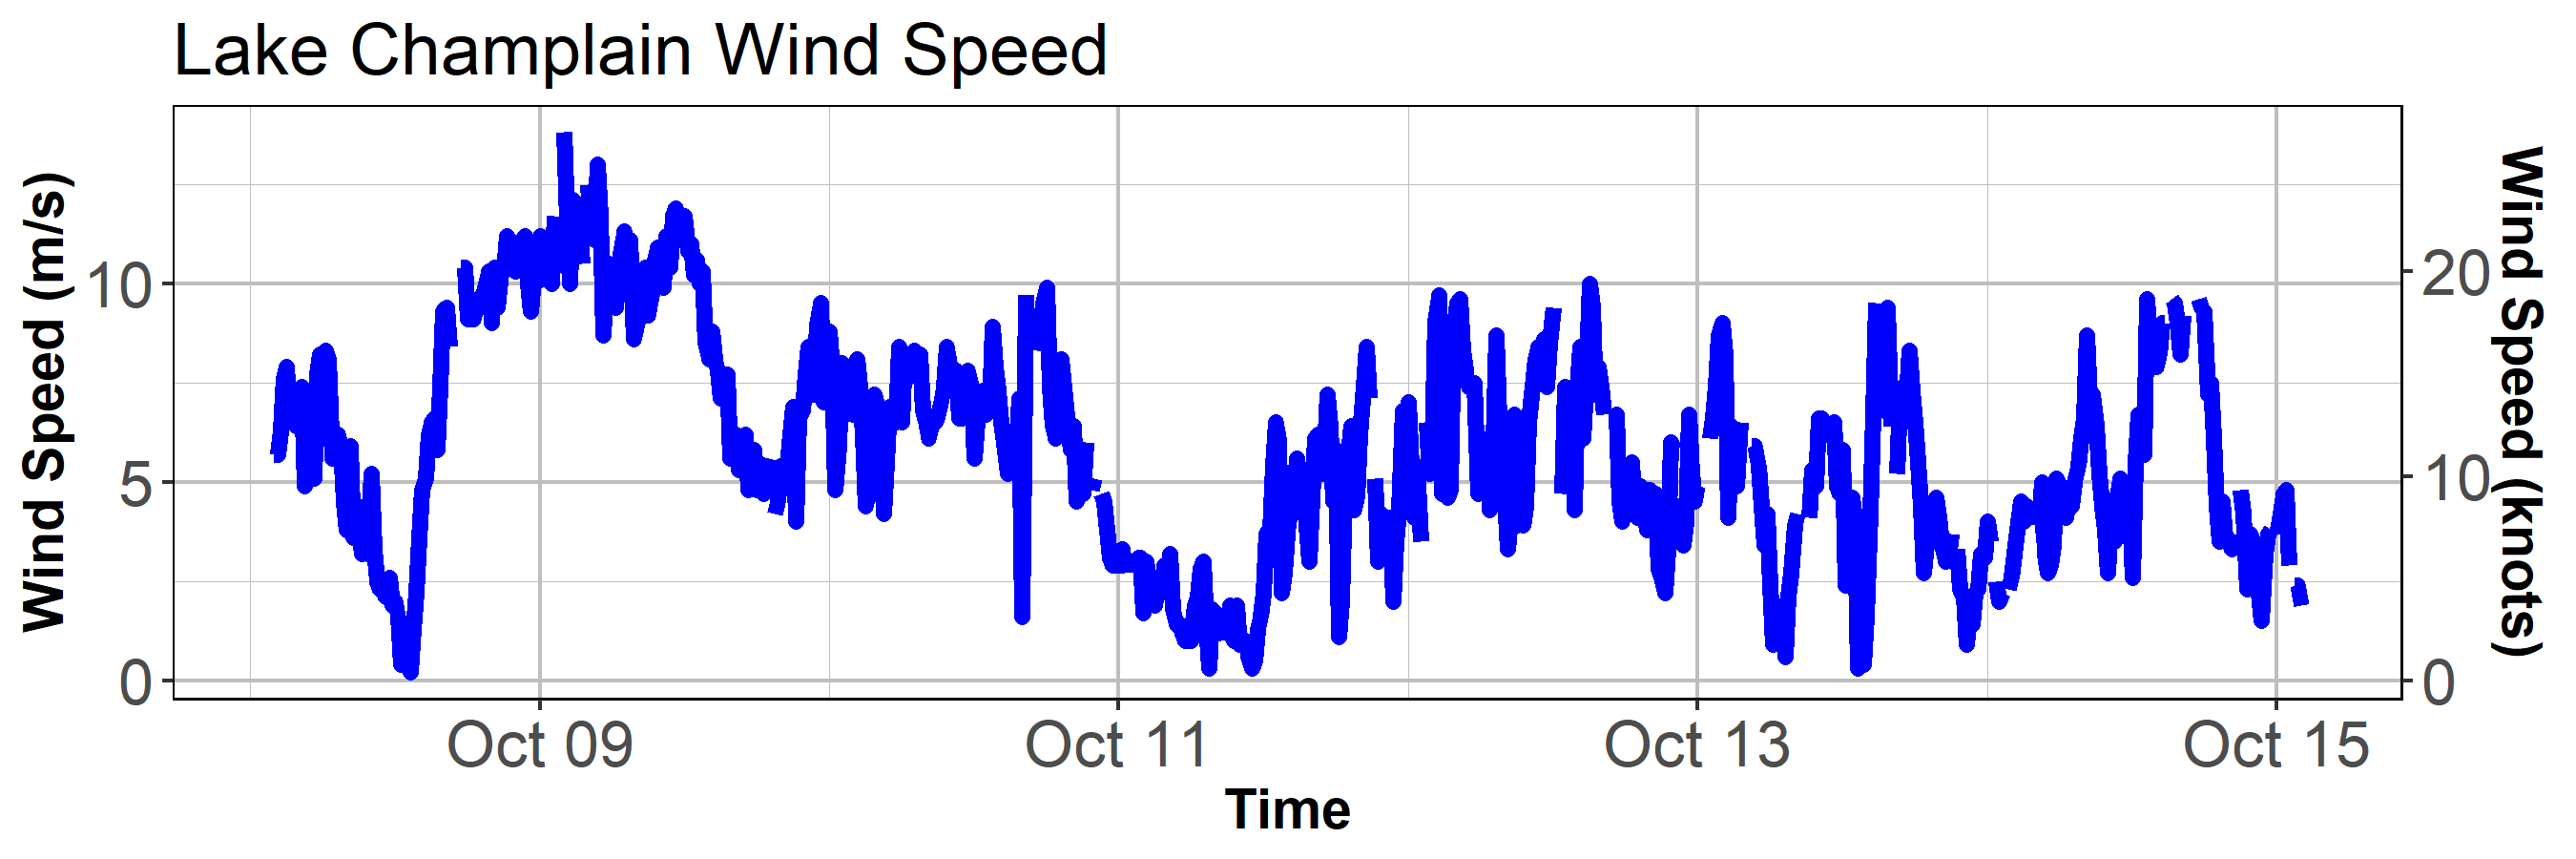 Lake Champlain Wind Speed
Wind Speed (m/s)
10
5
0
20
10
0
Wind Speed (knots)
Oct 09 Oct 11 Oct 13 Oct 15
Time